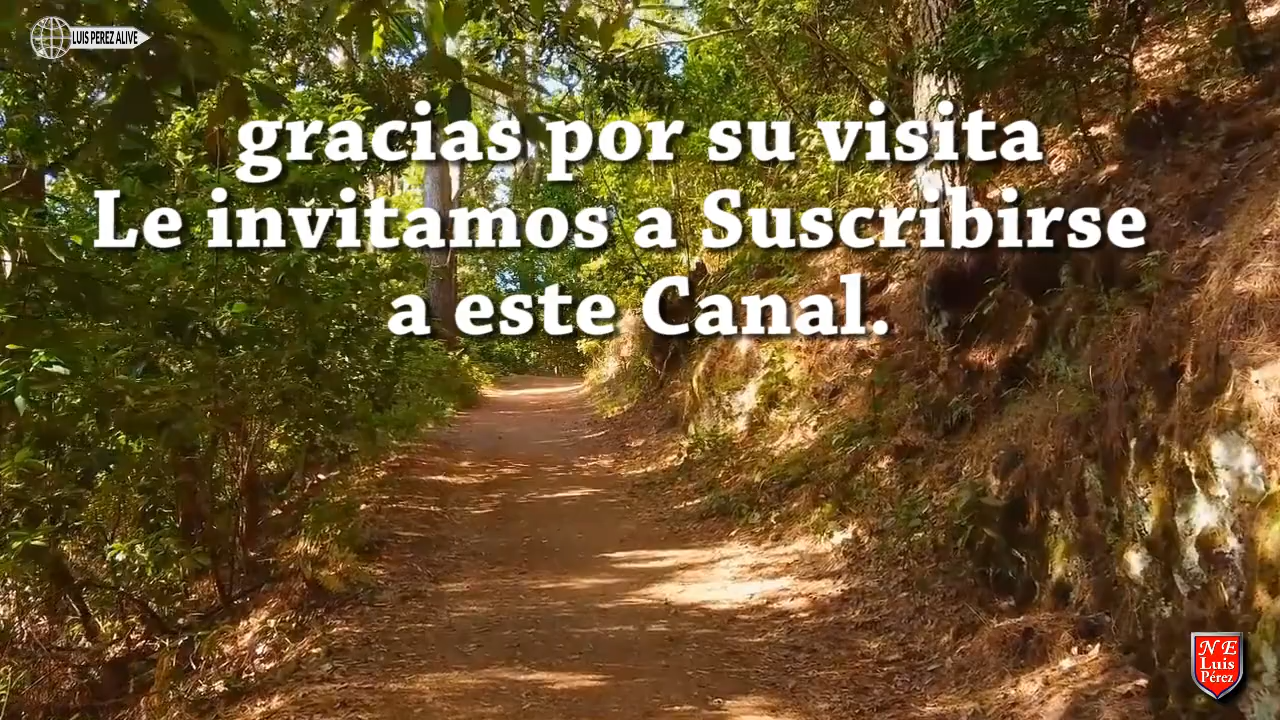 LUIS PEREZ ALIVE
gracias por su visita
Le invitamos a Suscribirse
a este Canal.
N E
Luis
Pérez